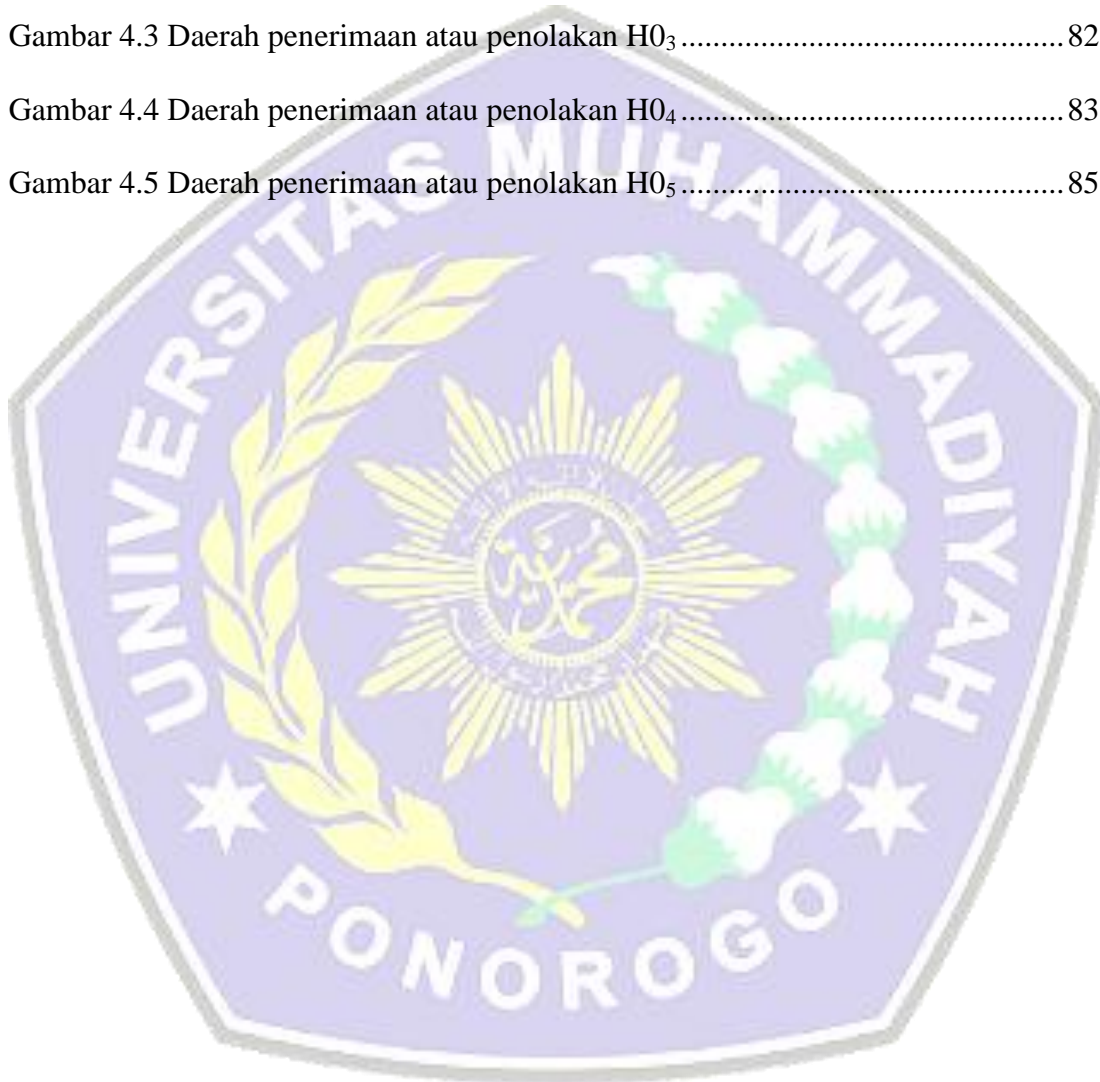 Gambar 4.3 Daerah penerimaan atau penolakan H0₃ ................................................ 82
Gambar 4.4 Daerah penerimaan atau penolakan H0₄ ................................................ 83
Gambar 4.5 Daerah penerimaan atau penolakan H0₅ ................................................ 85
UNIVERSITAS MUHAMMADIYAH
PONOROGO